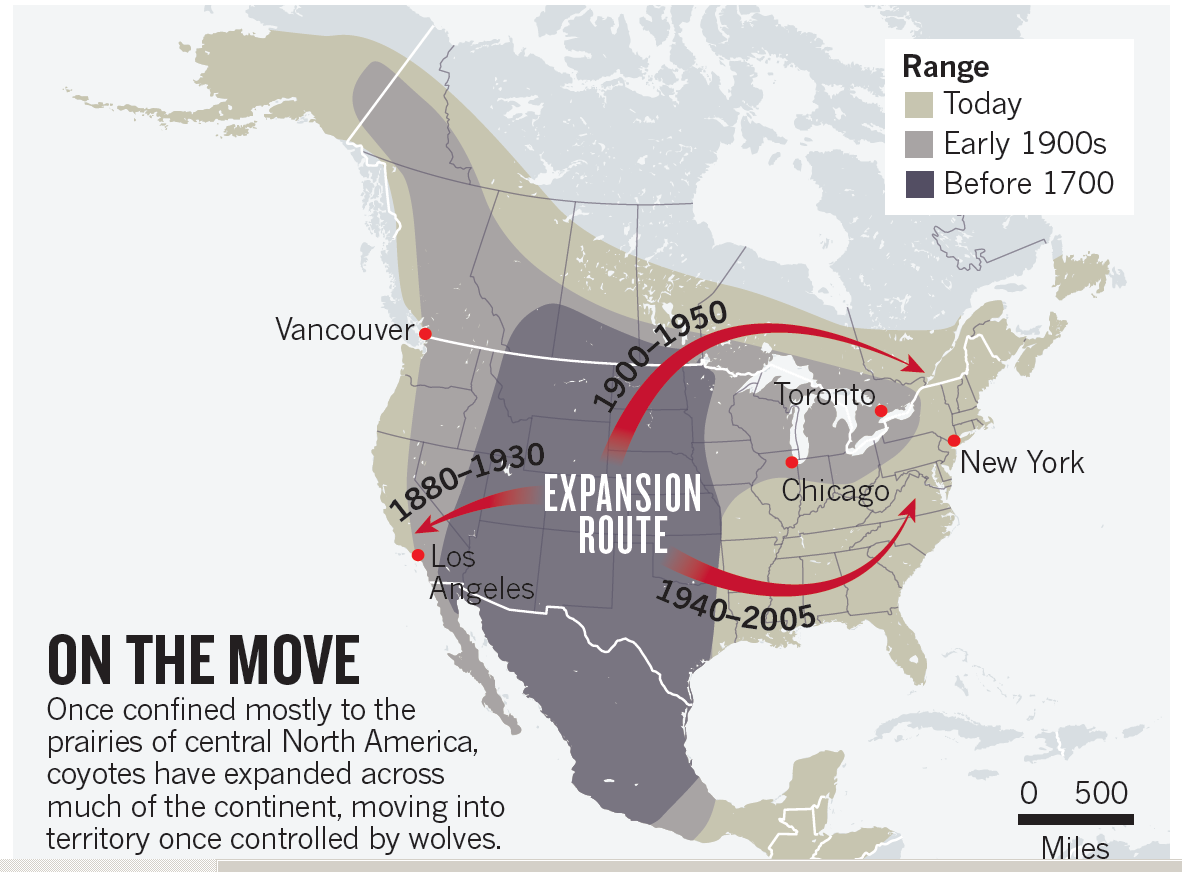 Range
Today
Early 1900s
Before 1700
Vancouver
1900–1950
Toronto
New York
Chicago
1880–1930
EXPANSION
ROUTE
Los
Angeles
1940–2005
ON THE MOVE
Once confined mostly to the
prairies of central North America,
coyotes have expanded across
much of the continent, moving into
territory once controlled by wolves.
0 500
Miles